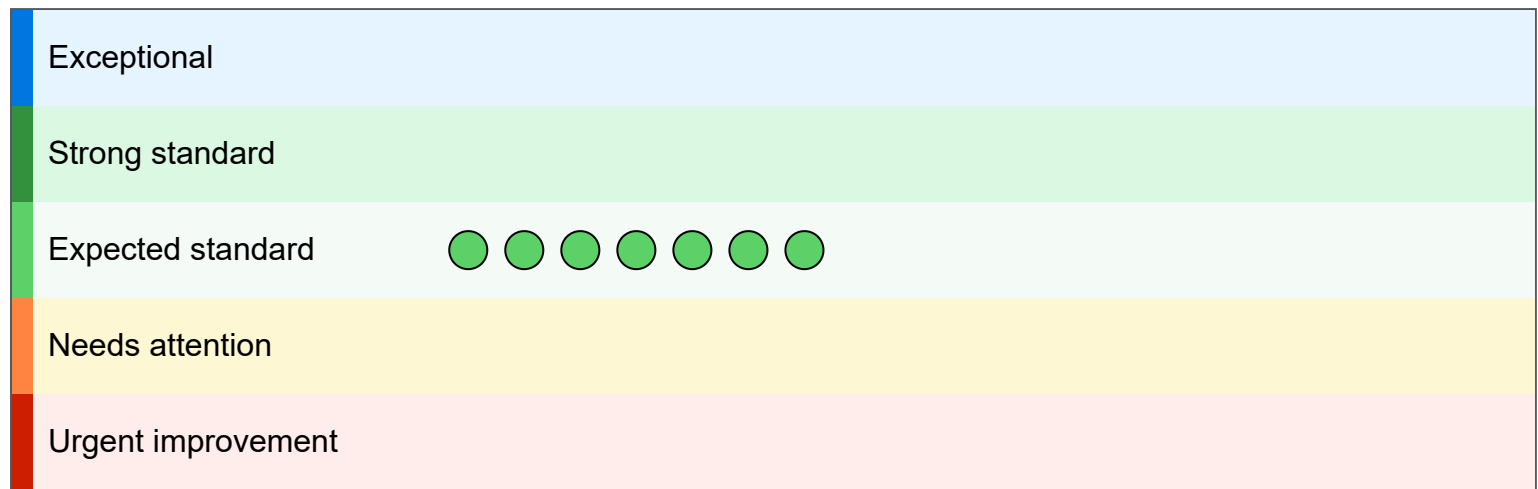 Exceptional
Strong standard
Expected standard
Needs attention
Urgent improvement